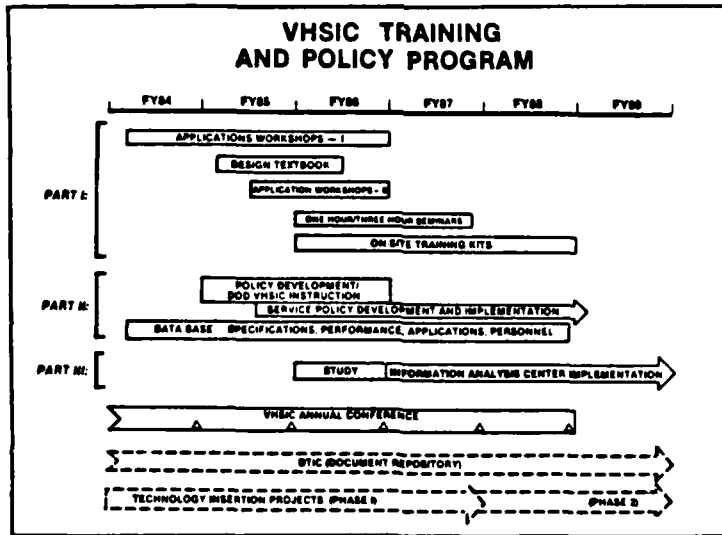 VHSIC TRAINING
AND POLICY PROGRAM
FY84 FY85 FY86 FY87 FY88 FY89
PART I:
APPLICATIONS WORKSHOPS - I
DESIGN TEXTBOOK
APPLICATION WORKSHOPS - II
ONE HOUR/THREE HOUR SEMINARS
ON SITE TRAINING KITS
PART II:
POLICY DEVELOPMENT/
DOD VHSIC INSTRUCTION
SERVICE POLICY DEVELOPMENT AND IMPLEMENTATION
DATA BASE SPECIFICATIONS, PERFORMANCE, APPLICATIONS, PERSONNEL
PART III:
STUDY INFORMATION ANALYSIS CENTER IMPLEMENTATION
VHSIC ANNUAL CONFERENCE
DTIC (DOCUMENT REPOSITORY)
TECHNOLOGY INSERTION PROJECTS (PHASE I) (PHASE 2)